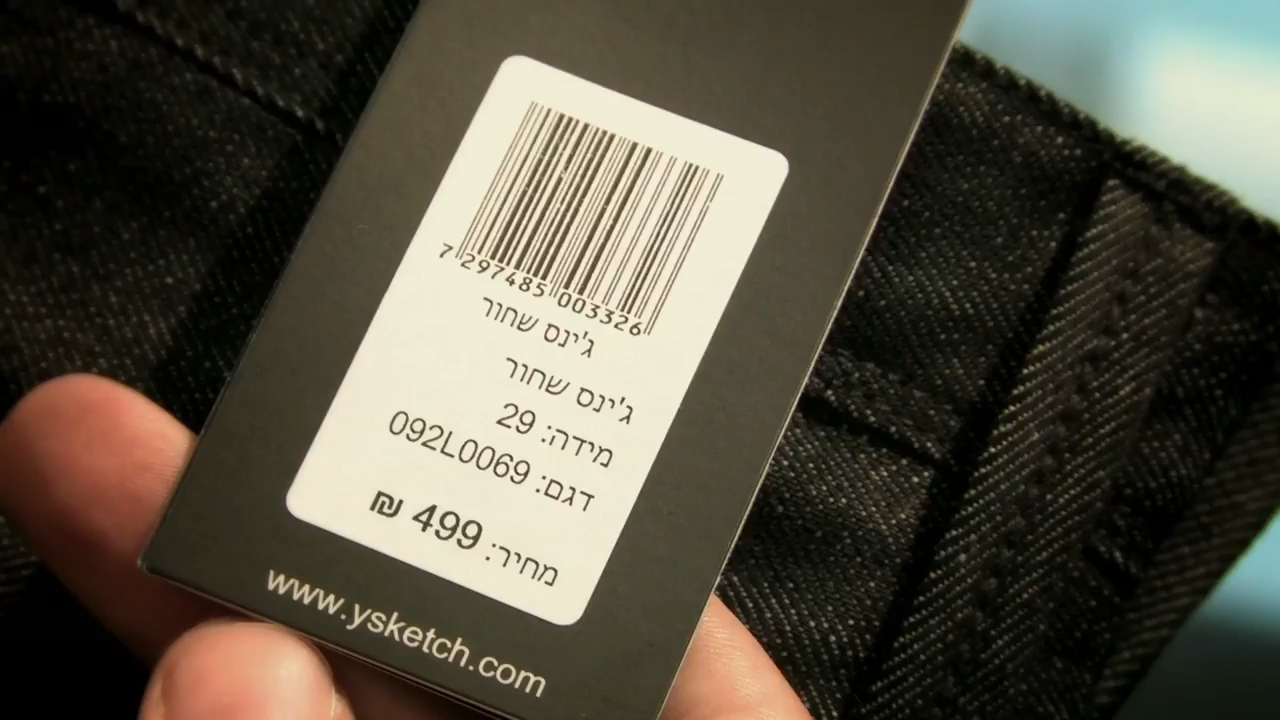 7 297485 003326
ג'ינס שחור
ג'ינס שחור
מידה: 29
דגם: 092L0069
מחיר: 499 ₪
www.ysketch.com